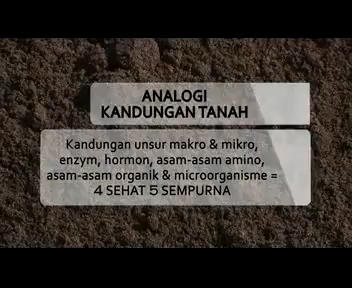 ANALOGI
KANDUNGAN TANAH
Kandungan unsur makro & mikro,
enzym, hormon, asam-asam amino,
asam-asam organik & microorganisme =
4 SEHAT 5 SEMPURNA